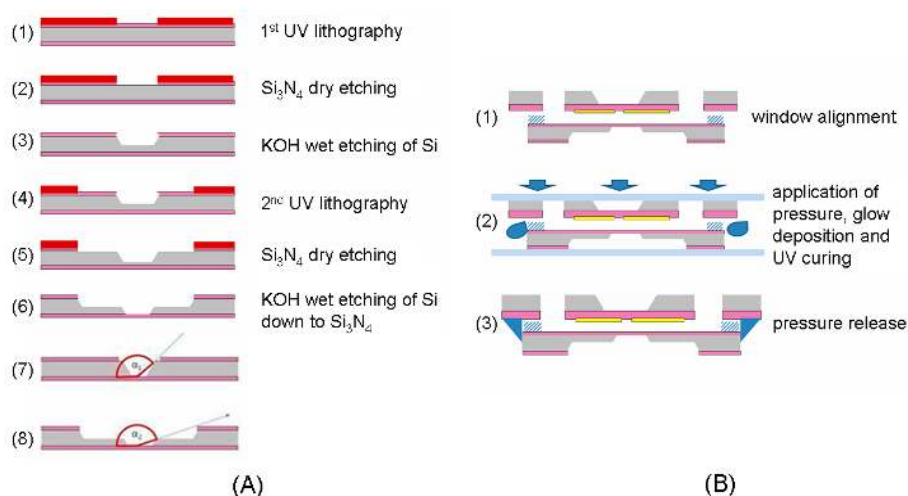 (1) 1st UV lithography
(2) Si3N4 dry etching
(3) KOH wet etching of Si
(4) 2nd UV lithography
(5) Si3N4 dry etching
(6) KOH wet etching of Si
down to Si3N4
(7) α1
(8) α2
(A)
(1) window alignment
(2) application of
pressure, glow
deposition and
UV curing
(3) pressure release
(B)